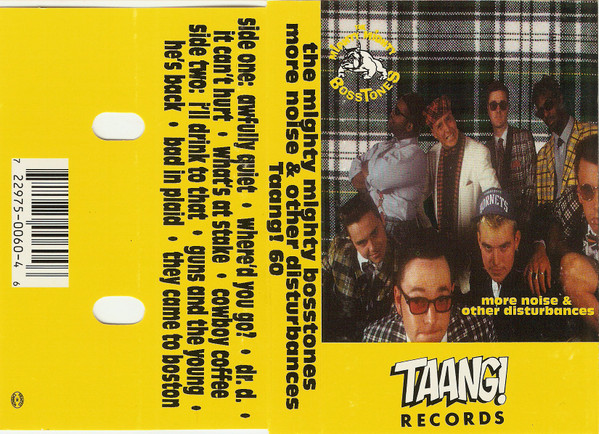 7 22975-0060-4 6
side one: awfully quiet • where'd you go? • dr. d. •
it can't hurt • what's at stake • cowboy coffee
side two: i'll drink to that • guns and the young •
he's back • bad in plaid • they came to boston
the mighty mighty bosstones
more noise & other disturbances
Taang! 60
Mighty Mighty
BOSSTONES
HORNETS
more noise &
other disturbances
TAANG!
RECORDS